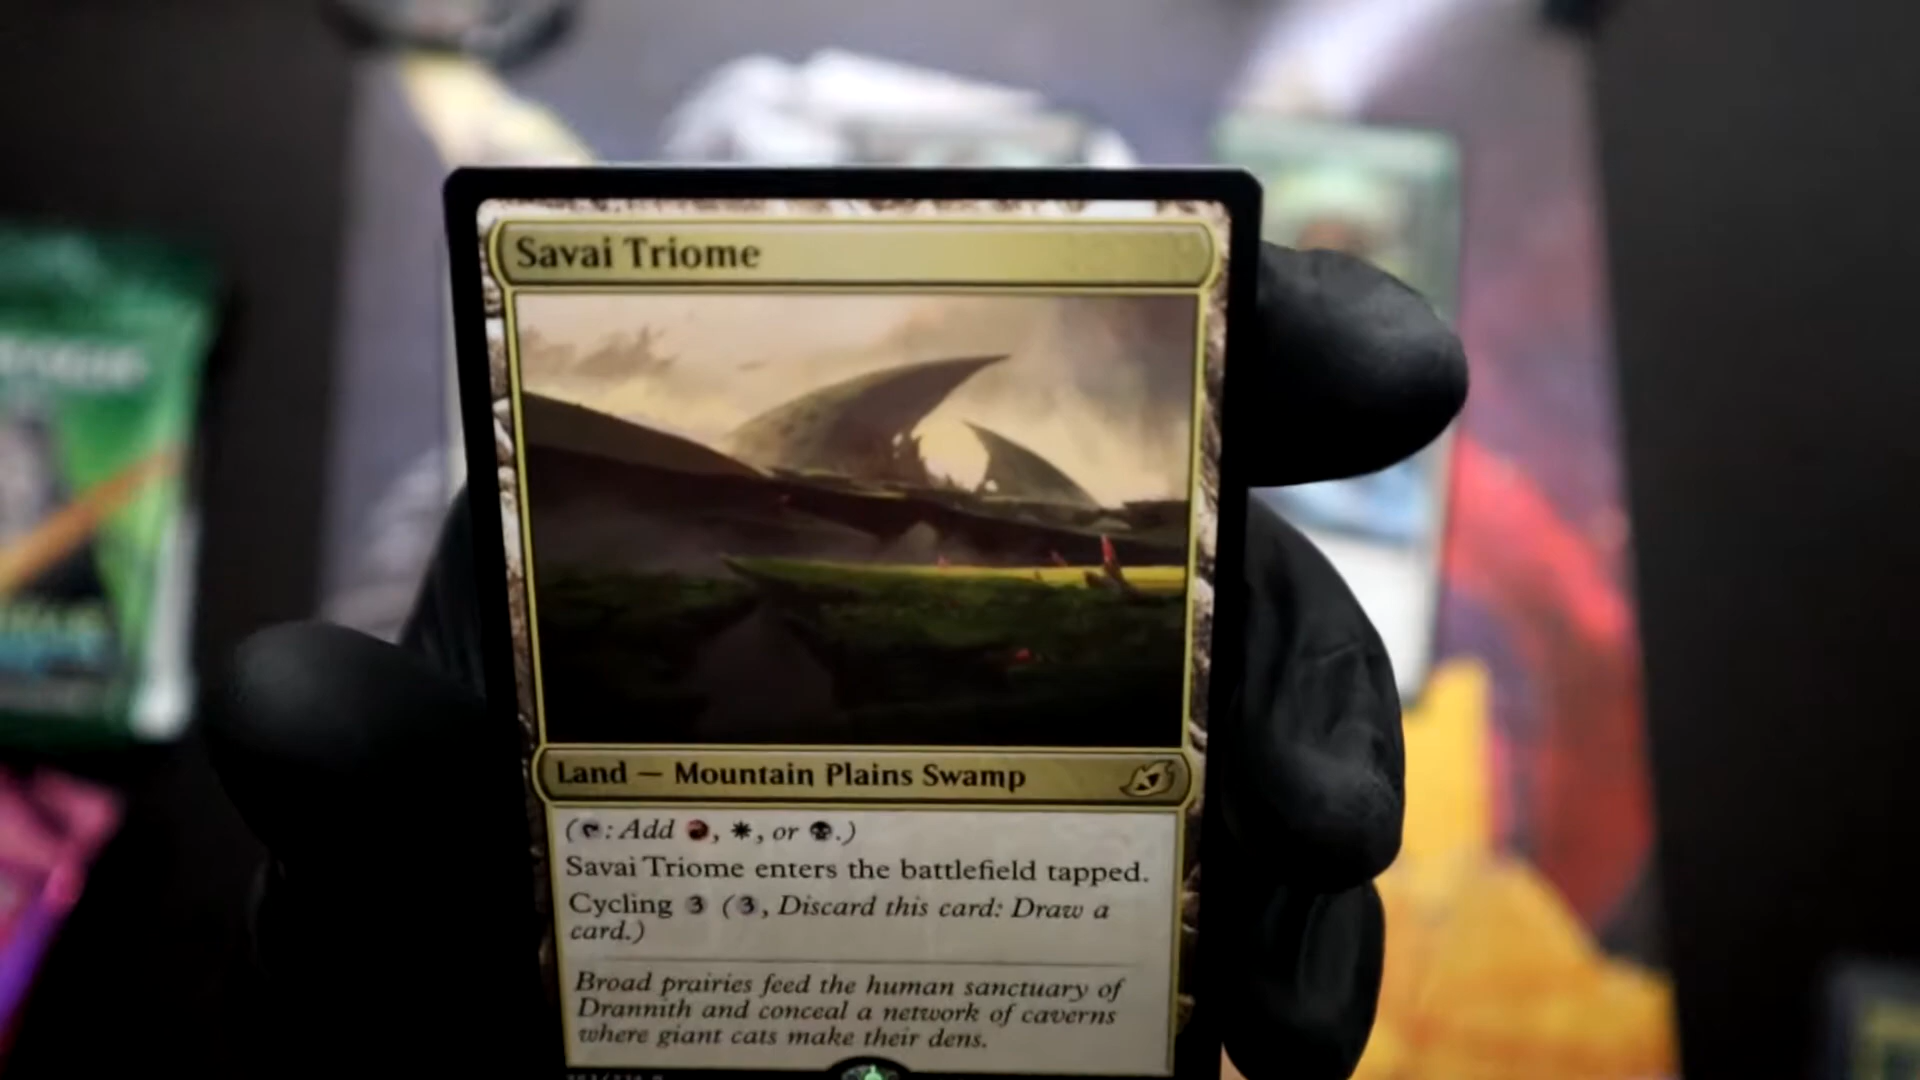 Savai Triome
Land — Mountain Plains Swamp
(: Add , , or .)
Savai Triome enters the battlefield tapped.
Cycling 3 (3, Discard this card: Draw a
card.)
Broad prairies feed the human sanctuary of
Drannith and conceal a network of caverns
where giant cats make their dens.